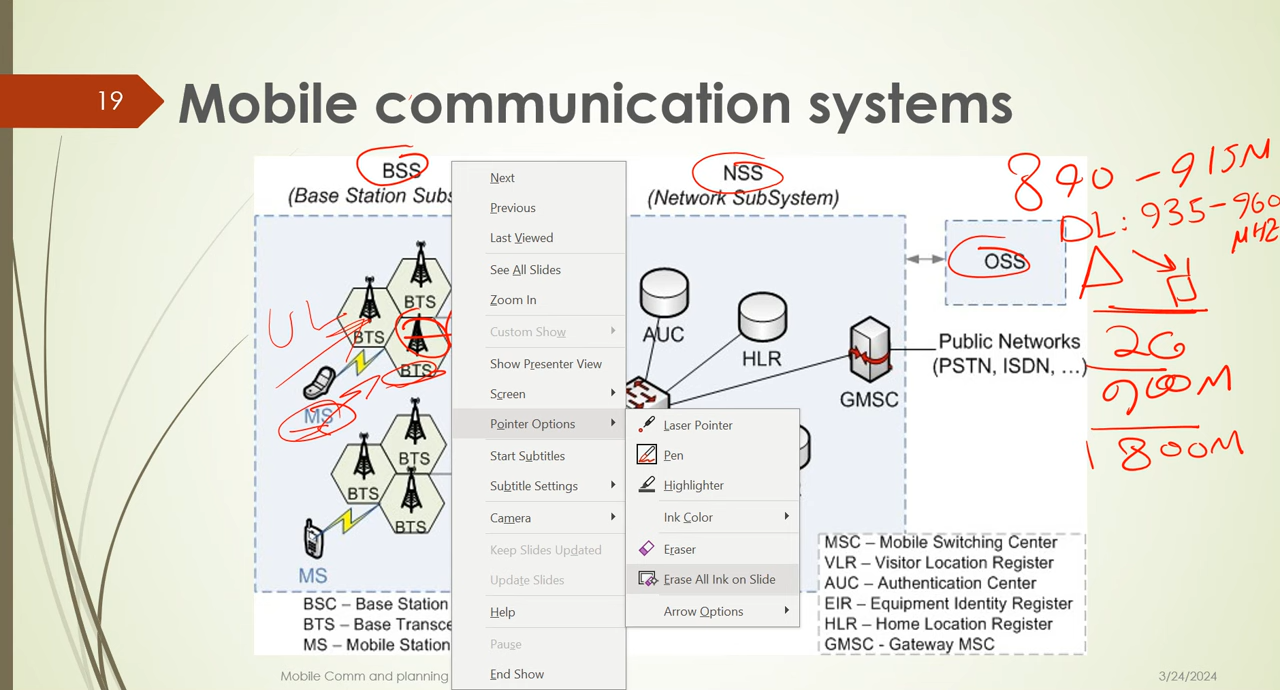 19
Mobile communication systems
BSS
(Base Station Subs
NSS
(Network SubSystem)
890 - 915M
DL: 935-960
MHZ
OSS
2G
900M
1800M
UL
BTS
BTS
BTS
MS
BTS
BTS
BTS
MS
AUC
HLR
GMSC
Public Networks
(PSTN, ISDN, ...)
Next
Previous
Last Viewed
See All Slides
Zoom In
Custom Show
Show Presenter View
Screen
Pointer Options
Start Subtitles
Subtitle Settings
Camera
Keep Slides Updated
Update Slides
Help
Pause
End Show
Laser Pointer
Pen
Highlighter
Ink Color
Eraser
Erase All Ink on Slide
Arrow Options
BSC – Base Station
BTS – Base Transce
MS – Mobile Station
MSC – Mobile Switching Center
VLR – Visitor Location Register
AUC – Authentication Center
EIR – Equipment Identity Register
HLR – Home Location Register
GMSC - Gateway MSC
Mobile Comm and planning
3/24/2024